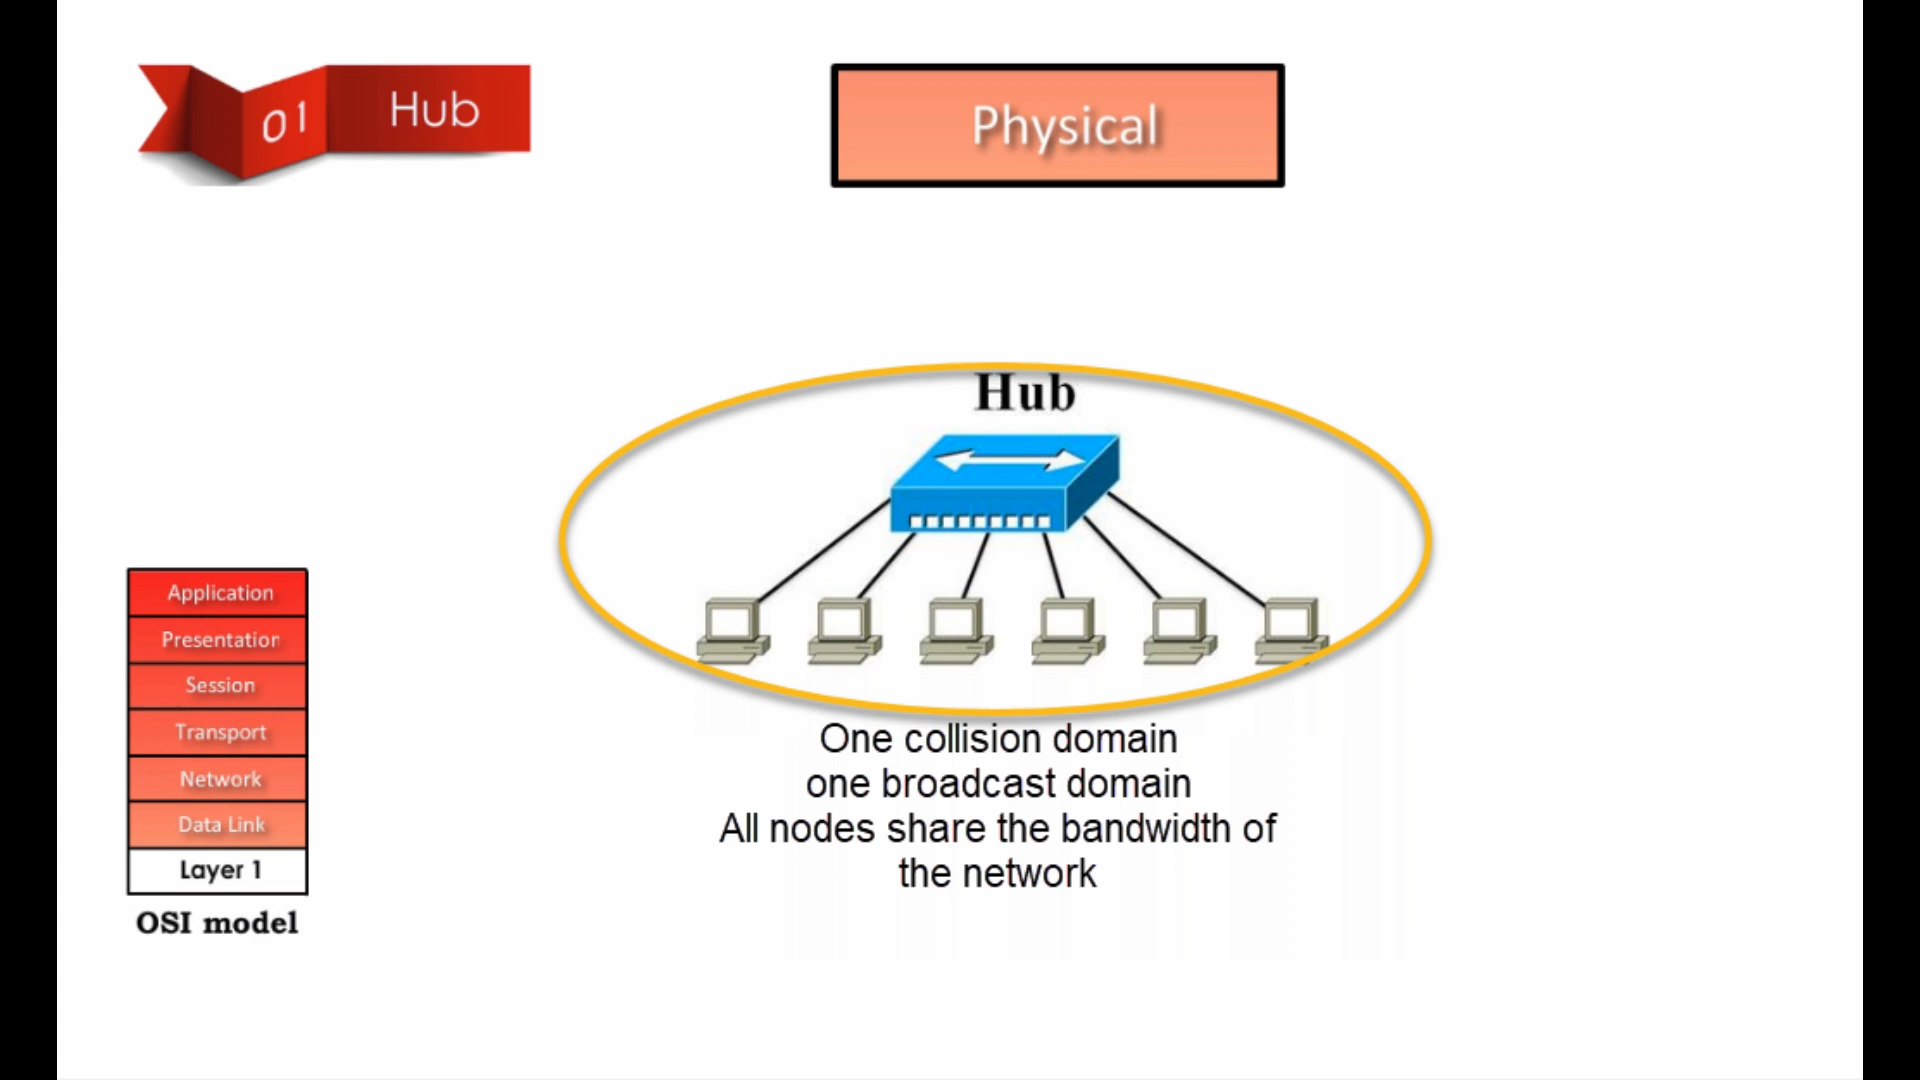 01 Hub
Physical
Hub
One collision domain
one broadcast domain
All nodes share the bandwidth of
the network
Application
Presentation
Session
Transport
Network
Data Link
Layer 1
OSI model